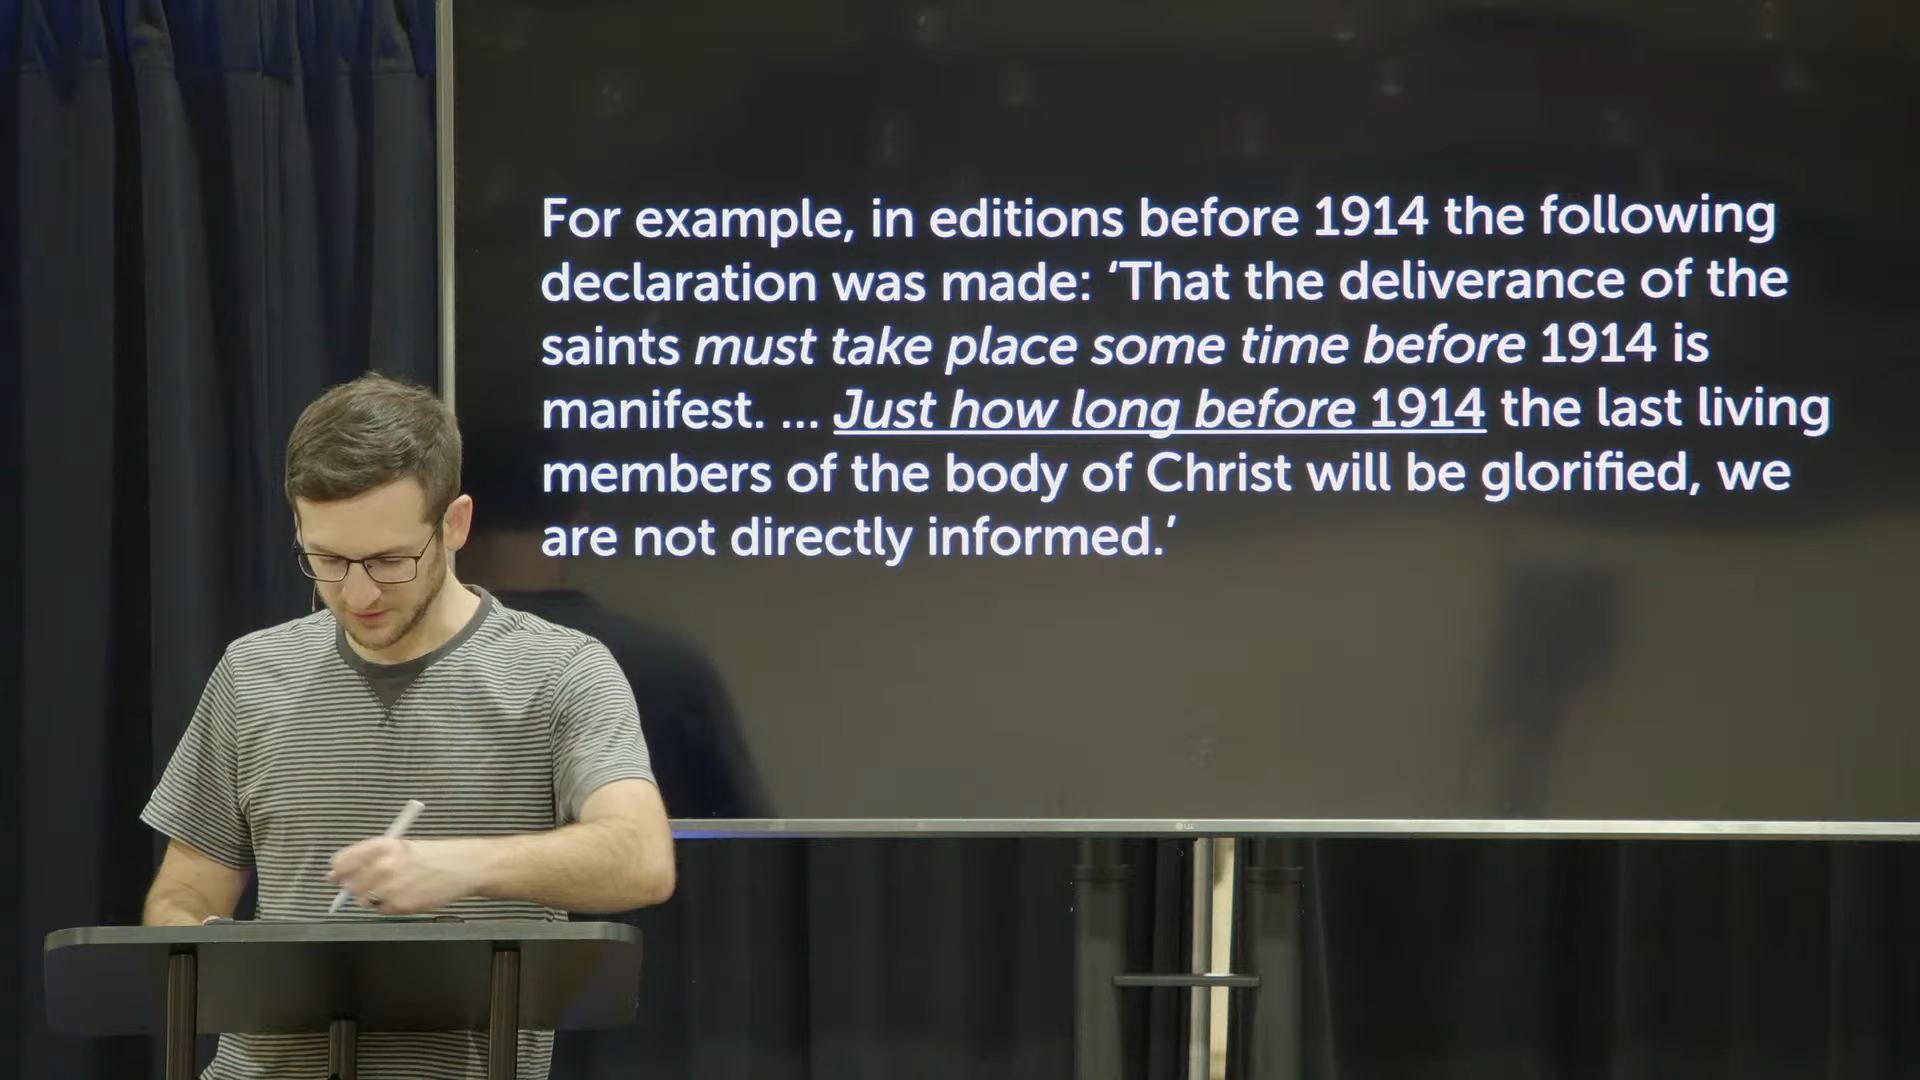 For example, in editions before 1914 the following
declaration was made: ‘That the deliverance of the
saints must take place some time before 1914 is
manifest. ... Just how long before 1914 the last living
members of the body of Christ will be glorified, we
are not directly informed.’
LG